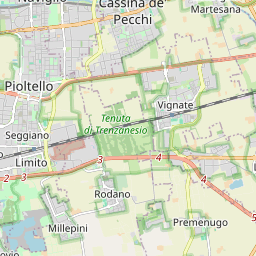 Naviglio
Cassina de'
Pecchi
Martesana
Pioltello
Vignate
Tenuta
di Trenzanesio
Seggiano
Limito
3
4
4
2
3
5
Rodano
Millepini
Premenugo